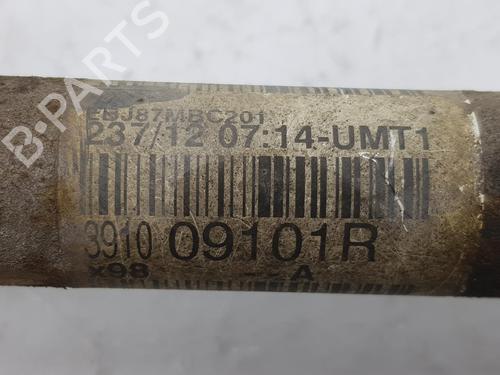 B-PARTS
EBJ87MBC201
237/12 07:14-UMT1
3910 09101R
x98 --A